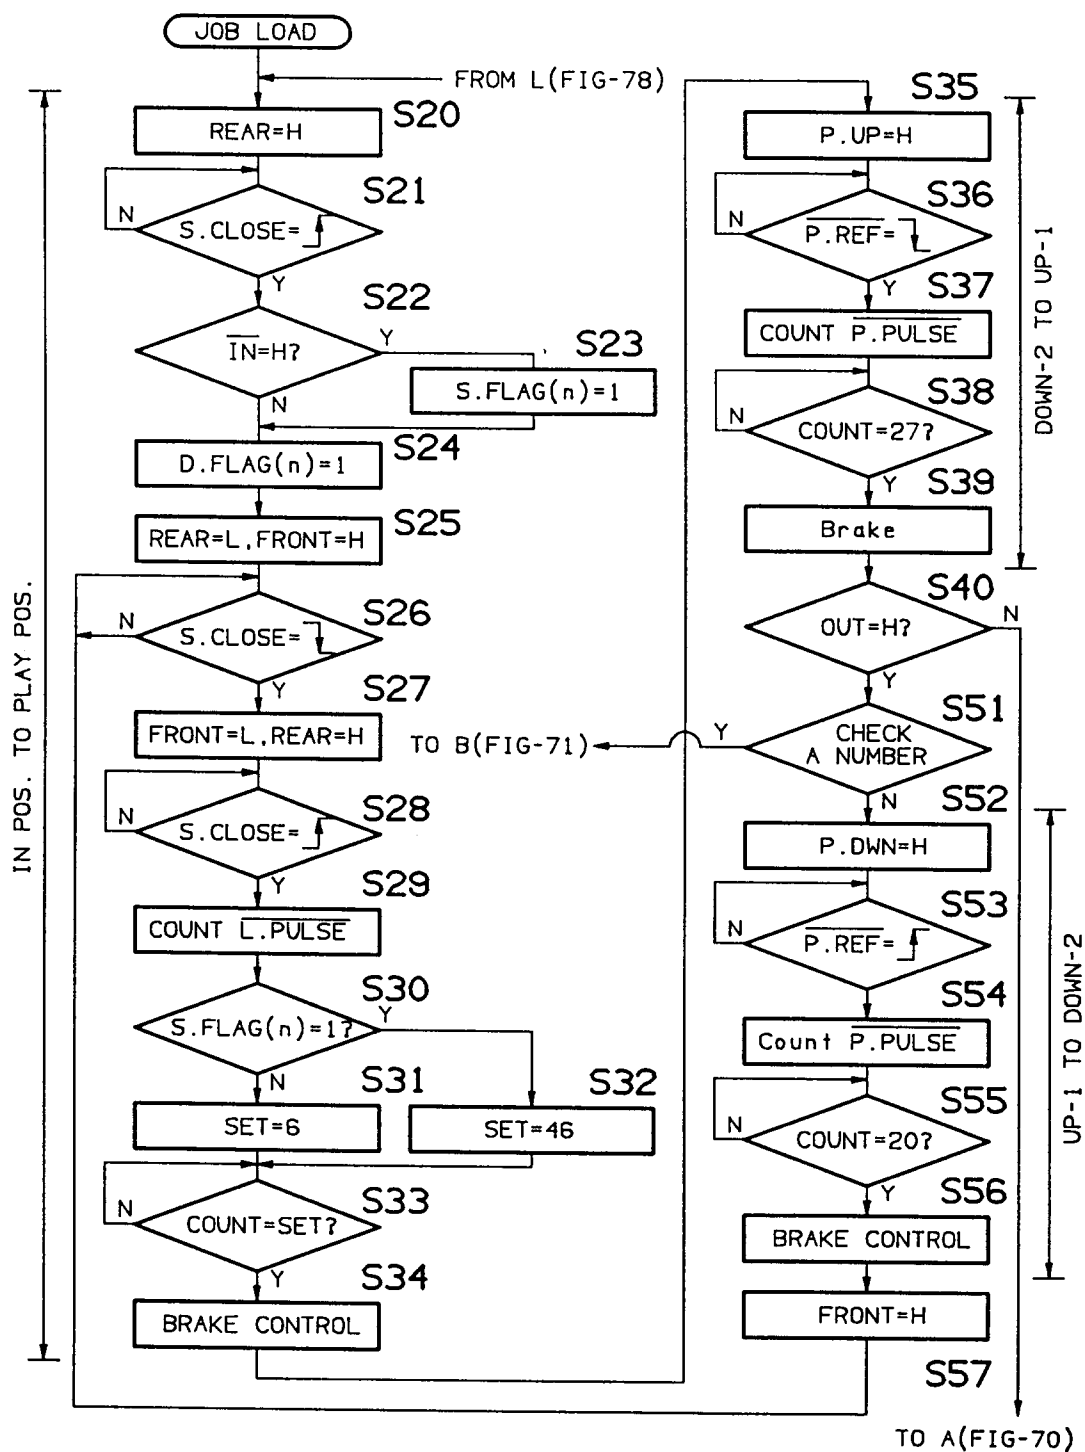 JOB LOAD
FROM L(FIG-78)
S20
REAR=H
S21
N
S.CLOSE=
Y
S22
IN=H?
Y
N
S23
S.FLAG(n)=1
S24
D.FLAG(n)=1
S25
REAR=L,FRONT=H
S26
N
S.CLOSE=
Y
S27
FRONT=L,REAR=H
S28
N
S.CLOSE=
Y
S29
COUNT L.PULSE
S30
S.FLAG(n)=1?
Y
N
S31
SET=6
S32
SET=46
S33
N
COUNT=SET?
Y
S34
BRAKE CONTROL
IN POS. TO PLAY POS.
S35
P.UP=H
S36
N
P.REF=
Y
S37
COUNT P.PULSE
S38
N
COUNT=27?
Y
S39
Brake
DOWN-2 TO UP-1
S40
OUT=H?
N
Y
S51
CHECK
A NUMBER
Y
TO B(FIG-71)
N
S52
P.DWN=H
S53
N
P.REF=
S54
Count P.PULSE
S55
N
COUNT=20?
Y
S56
BRAKE CONTROL
UP-1 TO DOWN-2
FRONT=H
S57
TO A(FIG-70)